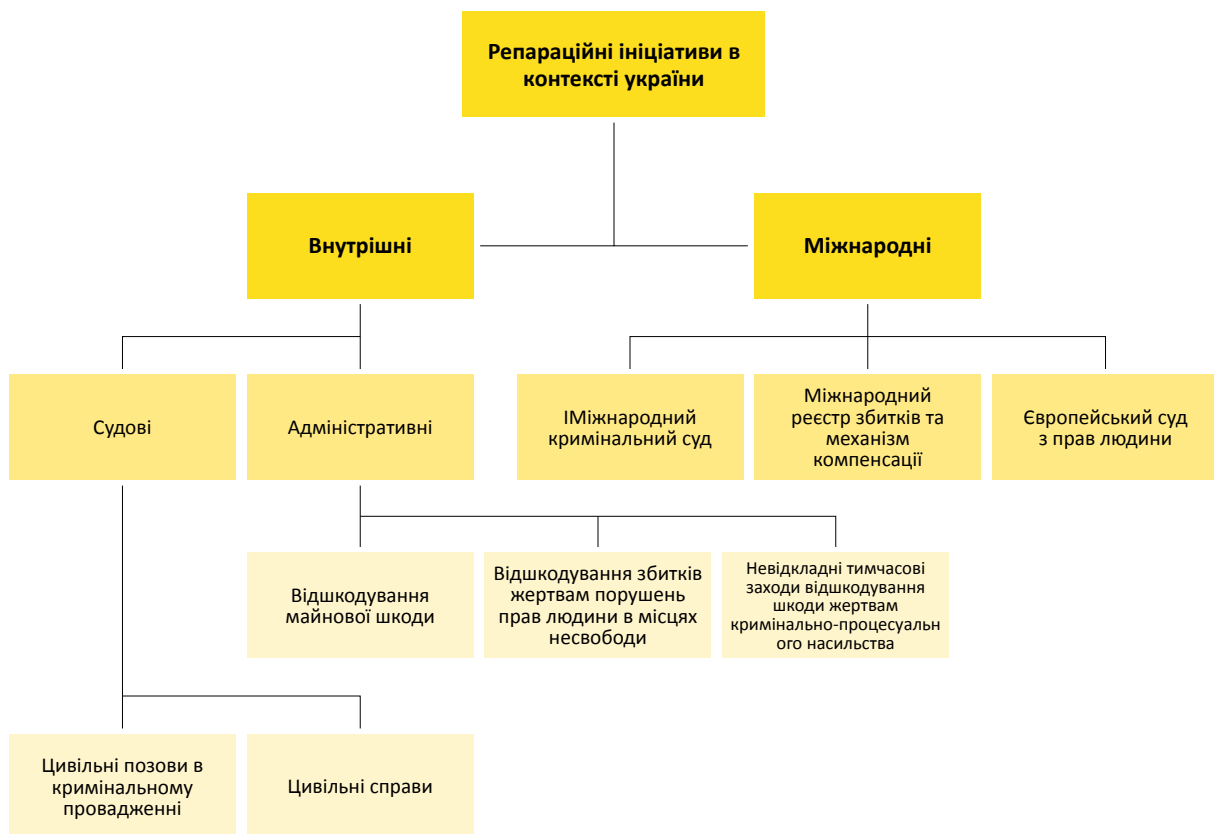 Репараційні ініціативи в
контексті україни
Внутрішні
Міжнародні
Судові
Адміністративні
ІМіжнародний
кримінальний суд
Міжнародний
реєстр збитків та
механізм
компенсації
Європейський суд
з прав людини
Відшкодування
майнової шкоди
Відшкодування збитків
жертвам порушень
прав людини в місцях
несвободи
Невідкладні тимчасові
заходи відшкодування
шкоди жертвам
кримінально-процесуальн
ого насильства
Цивільні позови в
кримінальному
провадженні
Цивільні справи